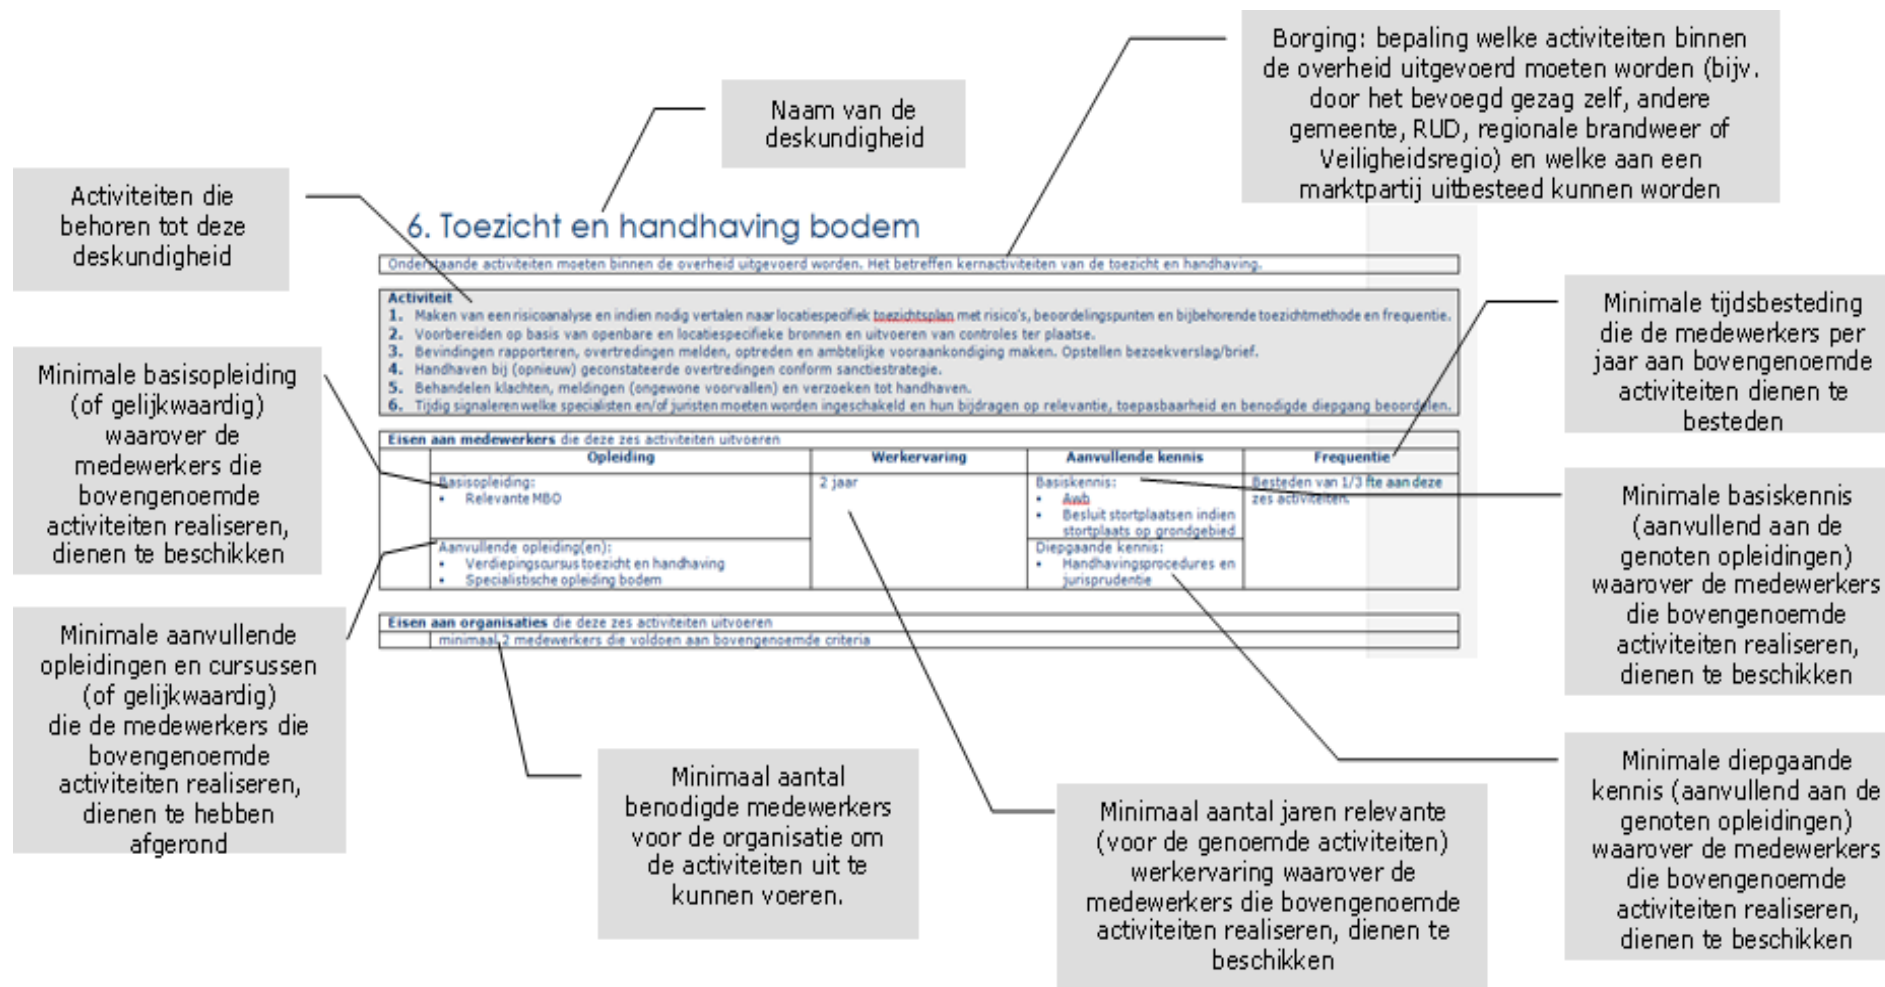 Borging: bepaling welke activiteiten binnen
de overheid uitgevoerd moeten worden (bijv.
door het bevoegd gezag zelf, andere
gemeente, RUD, regionale brandweer of
Veiligheidsregio) en welke aan een
marktpartij uitbesteed kunnen worden
Naam van de
deskundigheid
Activiteiten die
behoren tot deze
deskundigheid
6. Toezicht en handhaving bodem
Onderstaande activiteiten moeten binnen de overheid uitgevoerd worden. Het betreffen kernactiviteiten van de toezicht en handhaving.
Activiteit
1. Maken van een risicoanalyse en indien nodig vertalen naar locatiespecifiek toezichtsplan met risico's, beoordelingspunten en bijbehorende toezichtmethode en frequentie.
2. Voorbereiden op basis van openbare en locatiespecifieke bronnen en uitvoeren van controles ter plaatse.
3. Bevindingen rapporteren, overtredingen melden, optreden en ambtelijke vooraankondiging maken. Opstellen bezoekverslag/brief.
4. Handhaven bij (opnieuw) geconstateerde overtredingen conform sanctiestrategie.
5. Behandelen klachten, meldingen (ongewone voorvallen) en verzoeken tot handhaven.
6. Tijdig signaleren welke specialisten en/of juristen moeten worden ingeschakeld en hun bijdragen op relevantie, toepasbaarheid en benodigde diepgang beoordelen.
Eisen aan medewerkers die deze zes activiteiten uitvoeren
Opleiding
Werkervaring
Aanvullende kennis
Frequentie
Basisopleiding:
• Relevante MBO
2 jaar
Basiskennis:
• Awb
• Besluit stortplaatsen indien
stortplaats op grondgebied
Besteden van 1/3 fte aan deze
zes activiteiten.
Aanvullende opleiding(en):
• Verdiepingscursus toezicht en handhaving
• Specialistische opleiding bodem
Diepgaande kennis:
• Handhavingsprocedures en
jurisprudentie
Eisen aan organisaties die deze zes activiteiten uitvoeren
minimaal 2 medewerkers die voldoen aan bovengenoemde criteria
Minimale basisopleiding
(of gelijkwaardig)
waarover de
medewerkers die
bovengenoemde
activiteiten realiseren,
dienen te beschikken
Minimale aanvullende
opleidingen en cursussen
(of gelijkwaardig)
die de medewerkers die
bovengenoemde
activiteiten realiseren,
dienen te hebben
afgerond
Minimaal aantal
benodigde medewerkers
voor de organisatie om
de activiteiten uit te
kunnen voeren.
Minimaal aantal jaren relevante
(voor de genoemde activiteiten)
werkervaring waarover de
medewerkers die bovengenoemde
activiteiten realiseren, dienen te
beschikken
Minimale tijdsbesteding
die de medewerkers per
jaar aan bovengenoemde
activiteiten dienen te
besteden
Minimale basiskennis
(aanvullend aan de
genoten opleidingen)
waarover de medewerkers
die bovengenoemde
activiteiten realiseren,
dienen te beschikken
Minimale diepgaande
kennis (aanvullend aan de
genoten opleidingen)
waarover de medewerkers
die bovengenoemde
activiteiten realiseren,
dienen te beschikken